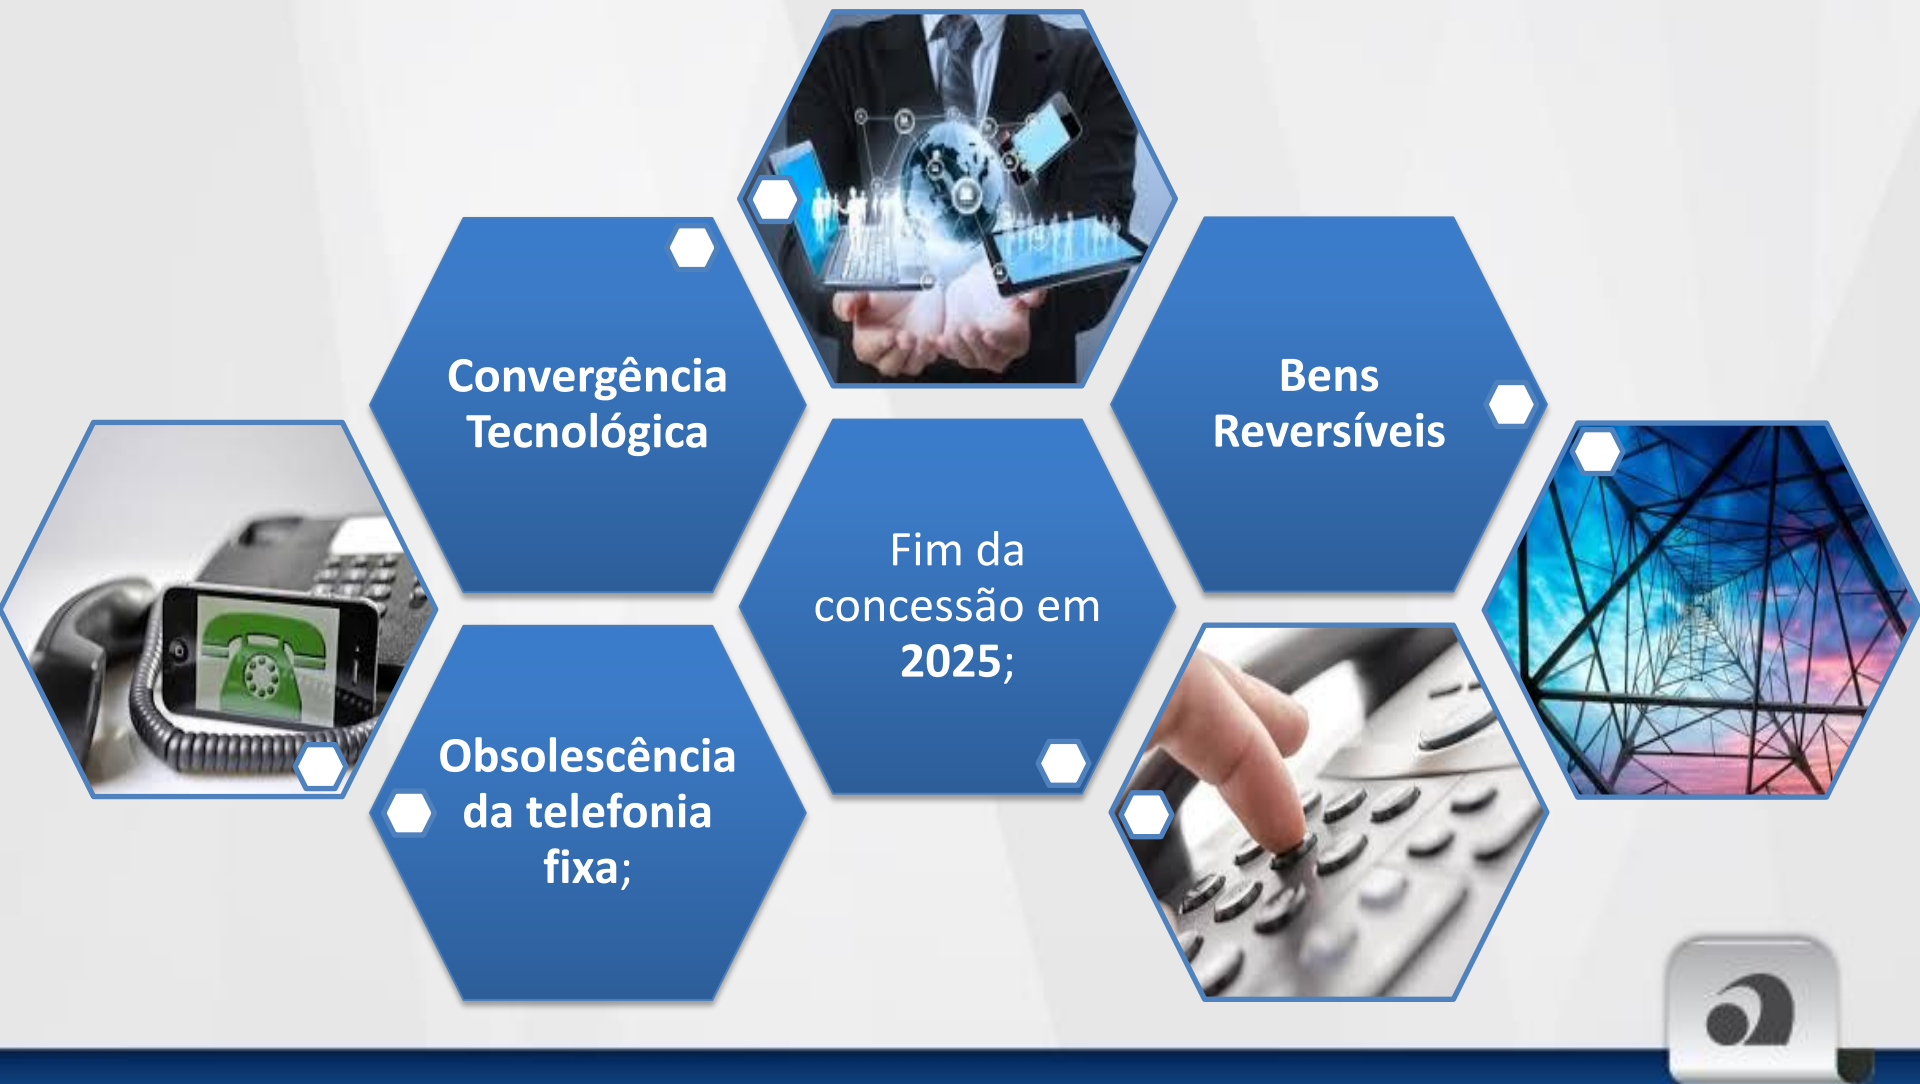 Convergência
Tecnológica
Bens
Reversíveis
Fim da
concessão em
2025;
Obsolescência
da telefonia
fixa;